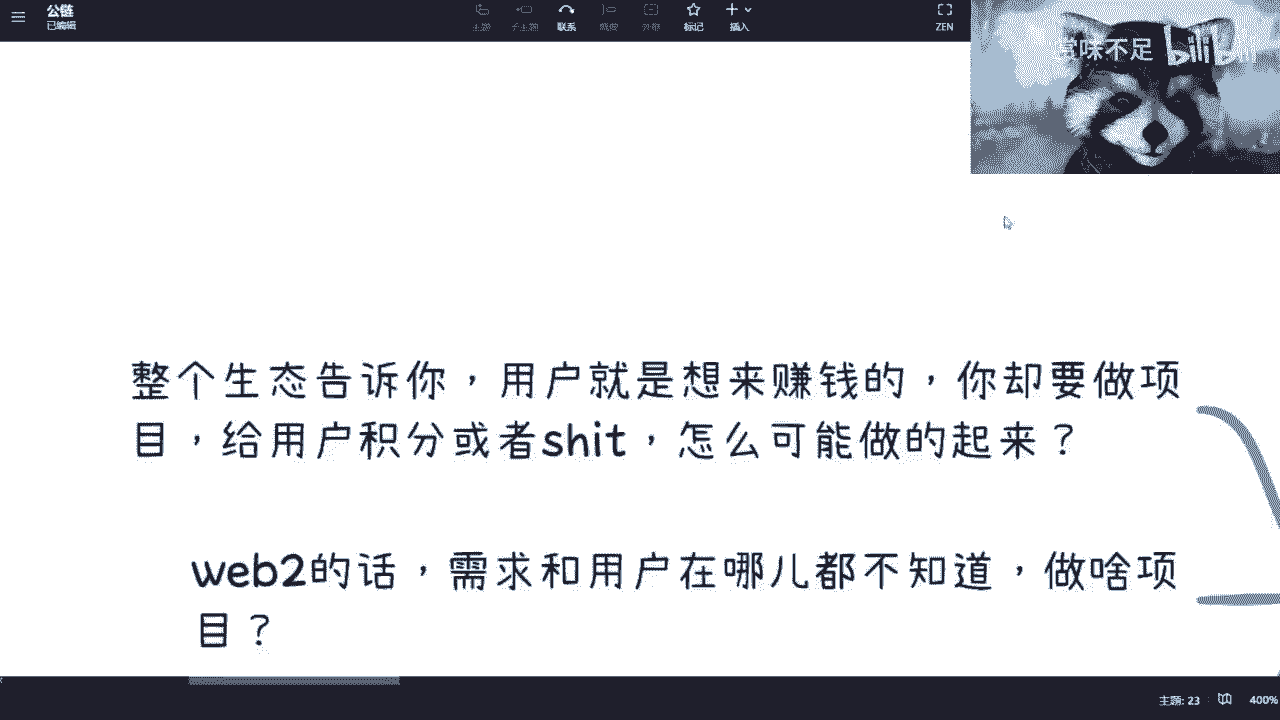 公链
已编辑
主题
子主题
联系
概要
外框
标记
插入
ZEN
赏味不足 bilibili
整个生态告诉你，用户就是想来赚钱的，你却要做项
目，给用户积分或者shit，怎么可能做的起来？
web2的话，需求和用户在哪儿都不知道，做啥项
目？
主题: 23
400%